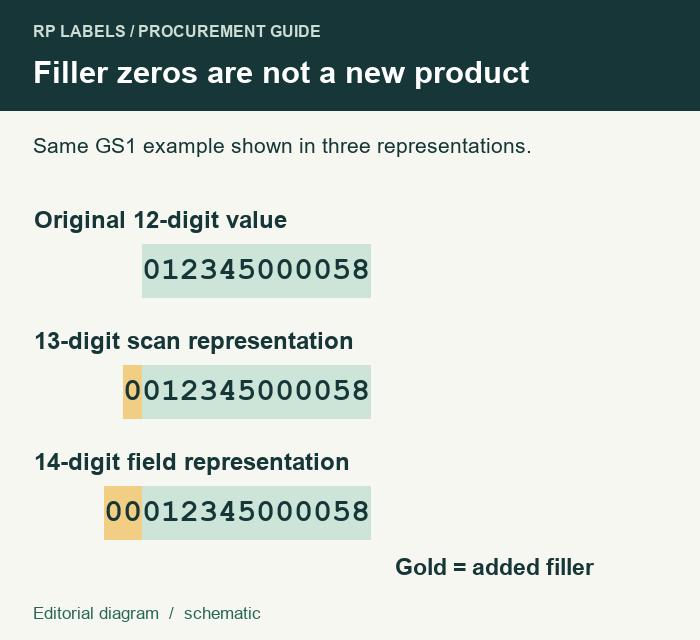 RP LABELS / PROCUREMENT GUIDE
Filler zeros are not a new product
Same GS1 example shown in three representations.
Original 12-digit value
012345000058
13-digit scan representation
0012345000058
14-digit field representation
00012345000058
Gold = added filler
Editorial diagram / schematic